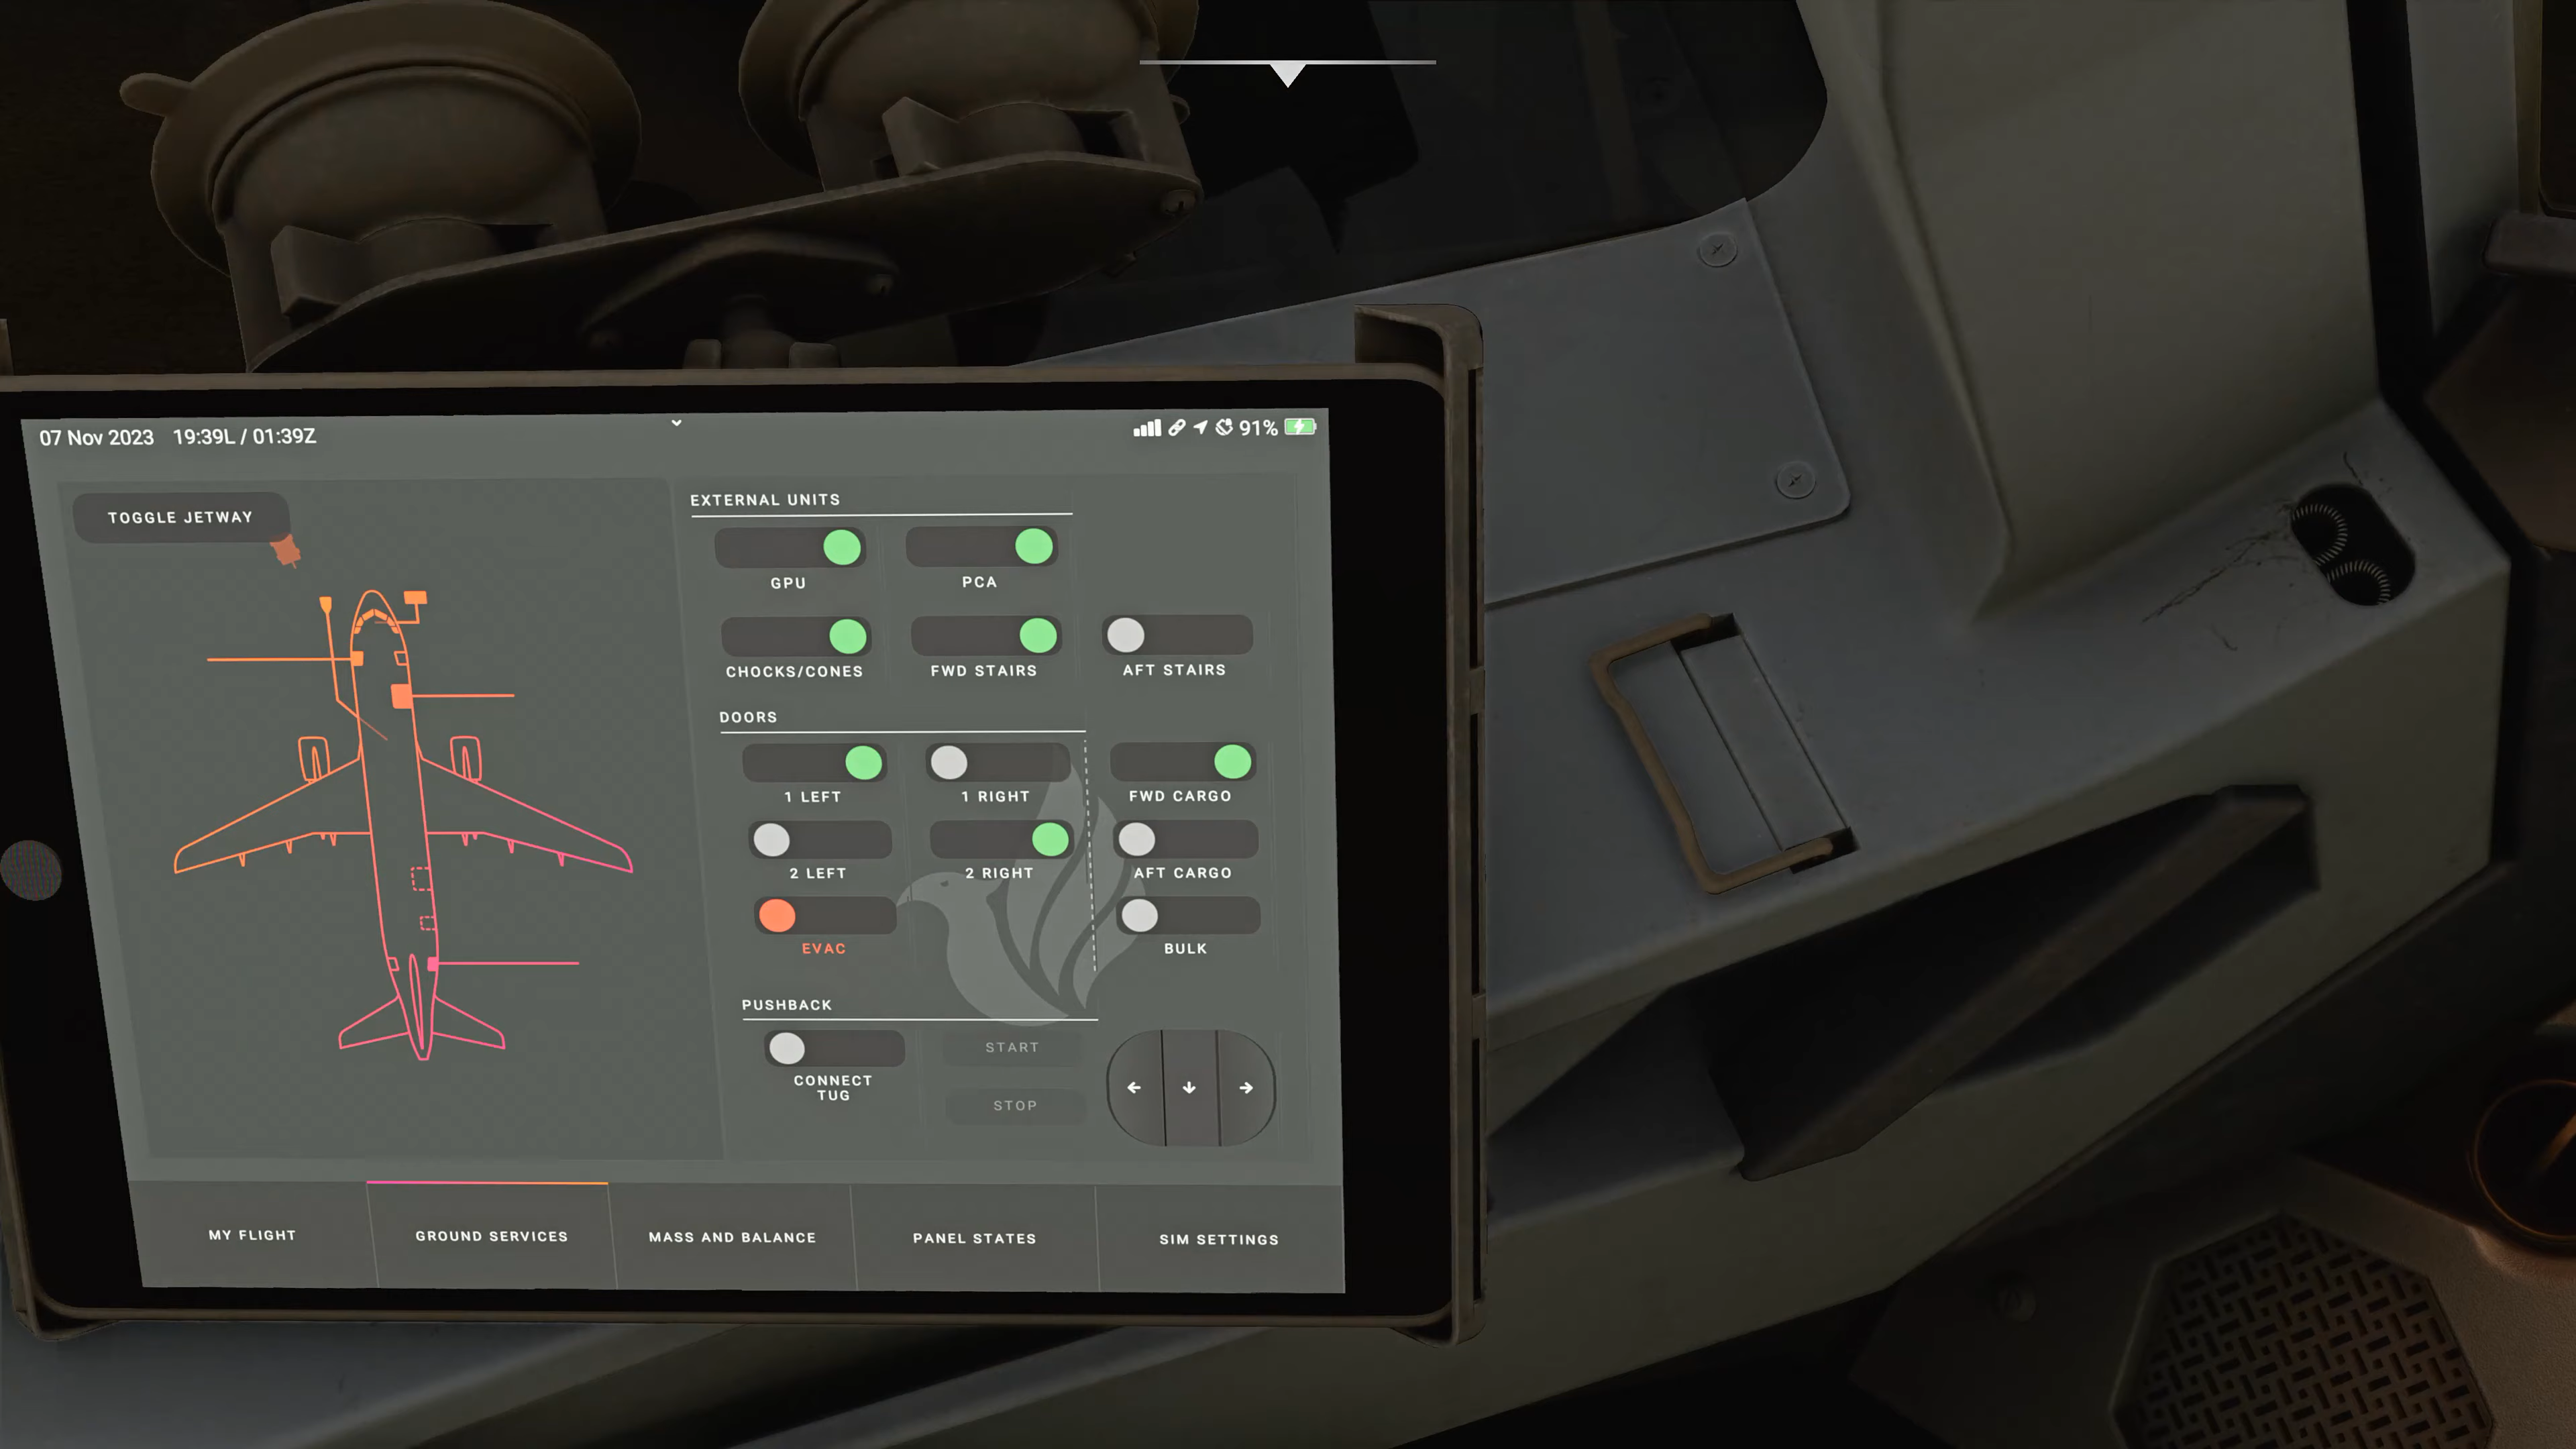 07 Nov 2023 19:39L / 01:39Z
91%
TOGGLE JETWAY
EXTERNAL UNITS
GPU
PCA
CHOCKS/CONES
FWD STAIRS
AFT STAIRS
DOORS
1 LEFT
1 RIGHT
FWD CARGO
2 LEFT
2 RIGHT
AFT CARGO
EVAC
BULK
PUSHBACK
CONNECT
TUG
START
STOP
MY FLIGHT
GROUND SERVICES
MASS AND BALANCE
PANEL STATES
SIM SETTINGS